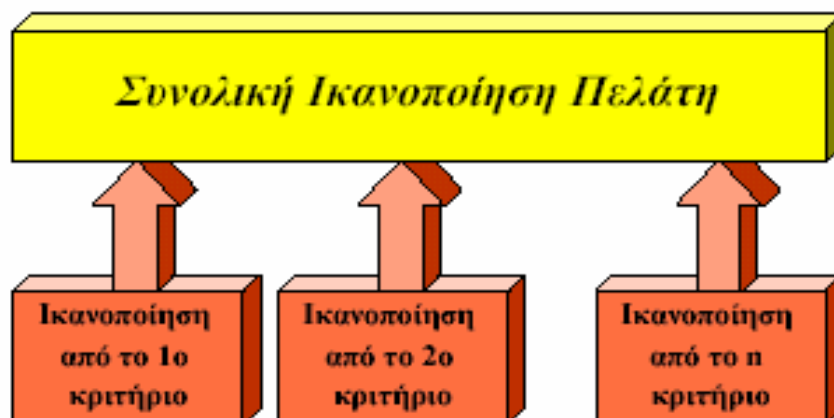 Συνολική Ικανοποίηση Πελάτη
Ικανοποίηση
από το 1ο
κριτήριο
Ικανοποίηση
από το 2ο
κριτήριο
Ικανοποίηση
από το n
κριτήριο